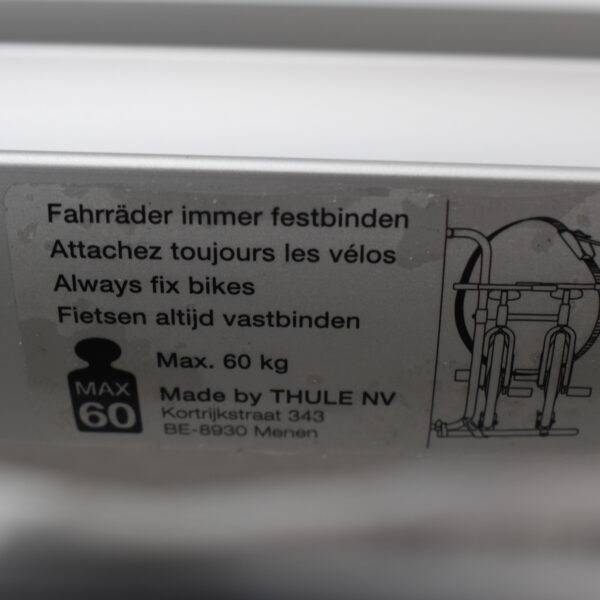 Fahrräder immer festbinden
Attachez toujours les vélos
Always fix bikes
Fietsen altijd vastbinden
Max. 60 kg
MAX
60
Made by THULE NV
Kortrijkstraat 343
BE-8930 Menen